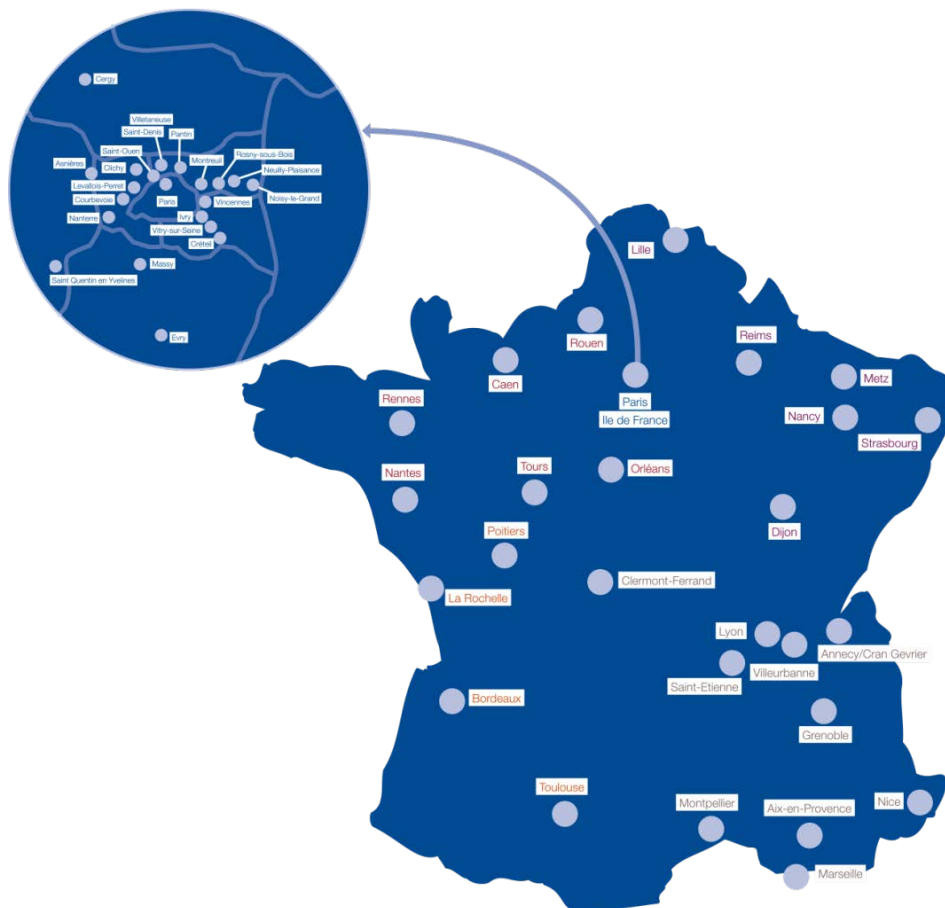 Cergy
Villetaneuse
Saint-Denis
Pantin
Saint-Ouen
Asnières
Clichy
Montreuil
Rosny-sous-Bois
Neuilly-Plaisance
Levallois-Perret
Courbevoie
Paris
Vincennes
Noisy-le-Grand
Nanterre
Ivry
Vitry-sur-Seine
Créteil
Massy
Saint Quentin en Yvelines
Evry
Lille
Rouen
Reims
Caen
Metz
Paris
Ile de France
Rennes
Nancy
Strasbourg
Nantes
Tours
Orléans
Poitiers
Dijon
La Rochelle
Clermont-Ferrand
Lyon
Annecy/Cran Gevrier
Villeurbanne
Saint-Etienne
Bordeaux
Grenoble
Toulouse
Montpellier
Aix-en-Provence
Nice
Marseille